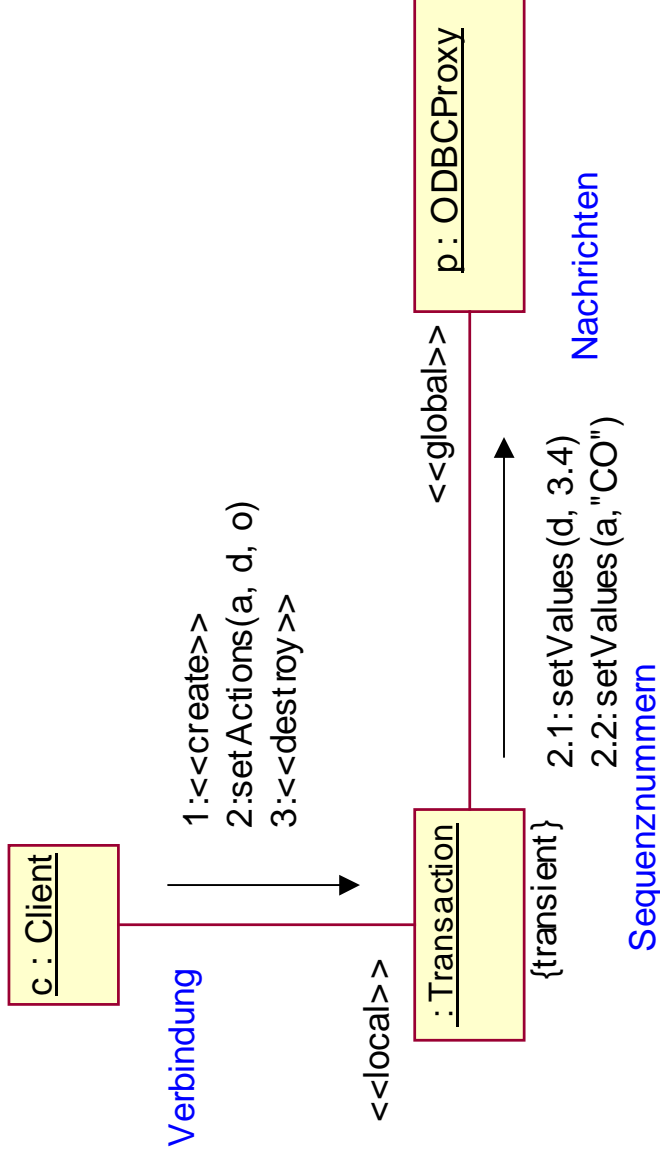 c : Client
Verbindung
1:<<create>>
2:setActions(a, d, o)
3:<<destroy>>
<<local>>
: Transaction
{transient}
<<global>>
p : ODBCProxy
2.1: setValues(d, 3.4)
2.2: setValues(a,"CO")
Sequenznummern
Nachrichten